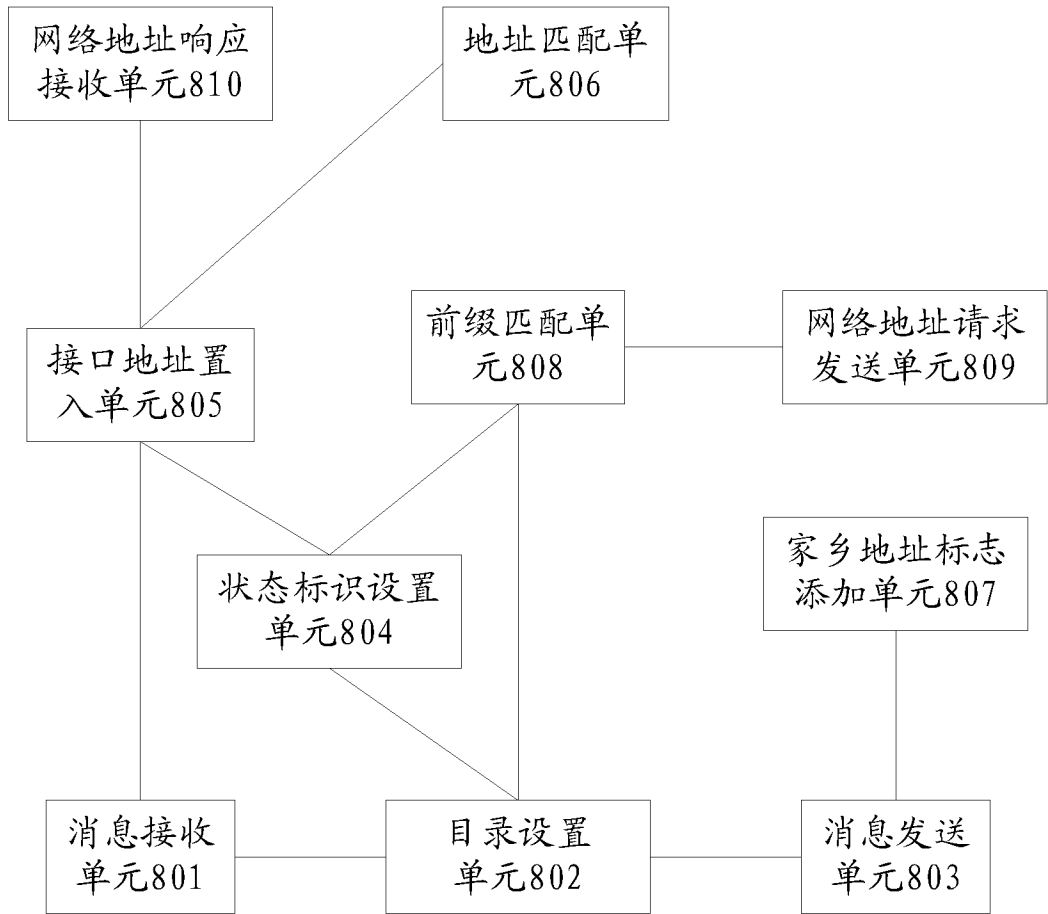 网络地址响应
接收单元810
地址匹配单
元806
前缀匹配单
元808
网络地址请求
发送单元809
接口地址置
入单元805
家乡地址标志
添加单元807
状态标识设置
单元804
消息接收
单元801
目录设置
单元802
消息发送
单元803